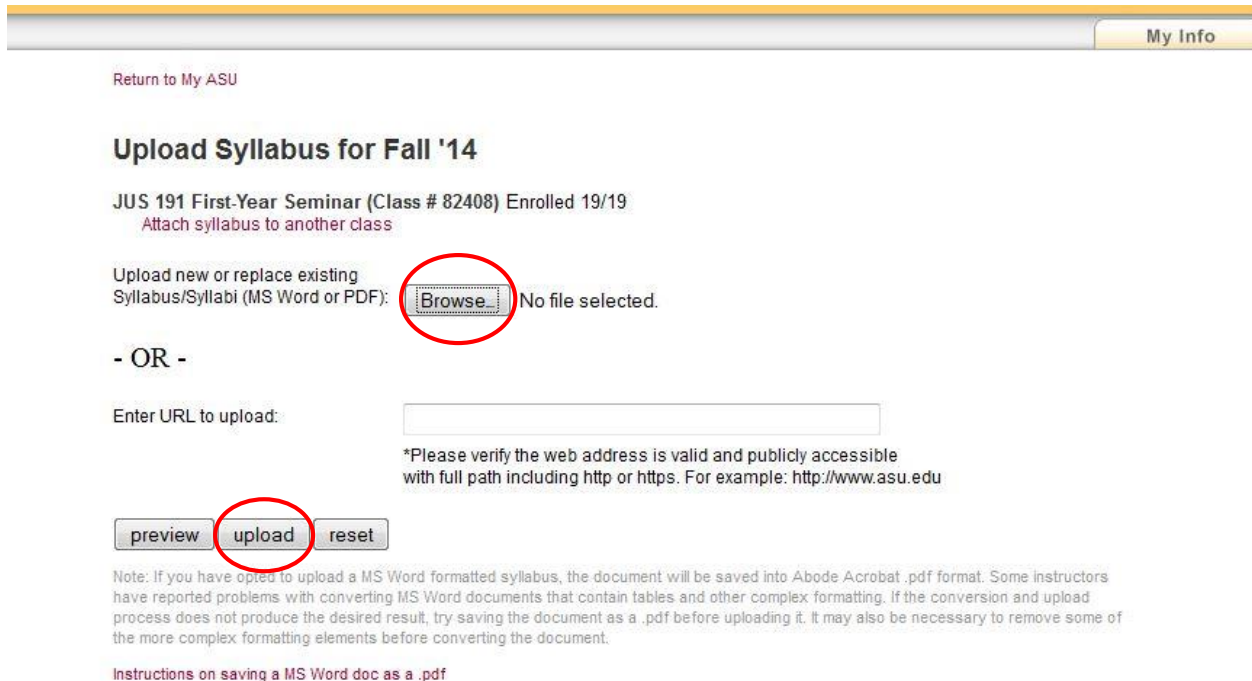 My Info
Return to My ASU
Upload Syllabus for Fall '14
JUS 191 First-Year Seminar (Class # 82408) Enrolled 19/19
Attach syllabus to another class
Upload new or replace existing
Syllabus/Syllabi (MS Word or PDF): Browse... No file selected.
- OR -
Enter URL to upload:
*Please verify the web address is valid and publicly accessible
with full path including http or https. For example: http://www.asu.edu
preview upload reset
Note: If you have opted to upload a MS Word formatted syllabus, the document will be saved into Abode Acrobat .pdf format. Some instructors
have reported problems with converting MS Word documents that contain tables and other complex formatting. If the conversion and upload
process does not produce the desired result, try saving the document as a .pdf before uploading it. It may also be necessary to remove some of
the more complex formatting elements before converting the document.
Instructions on saving a MS Word doc as a .pdf